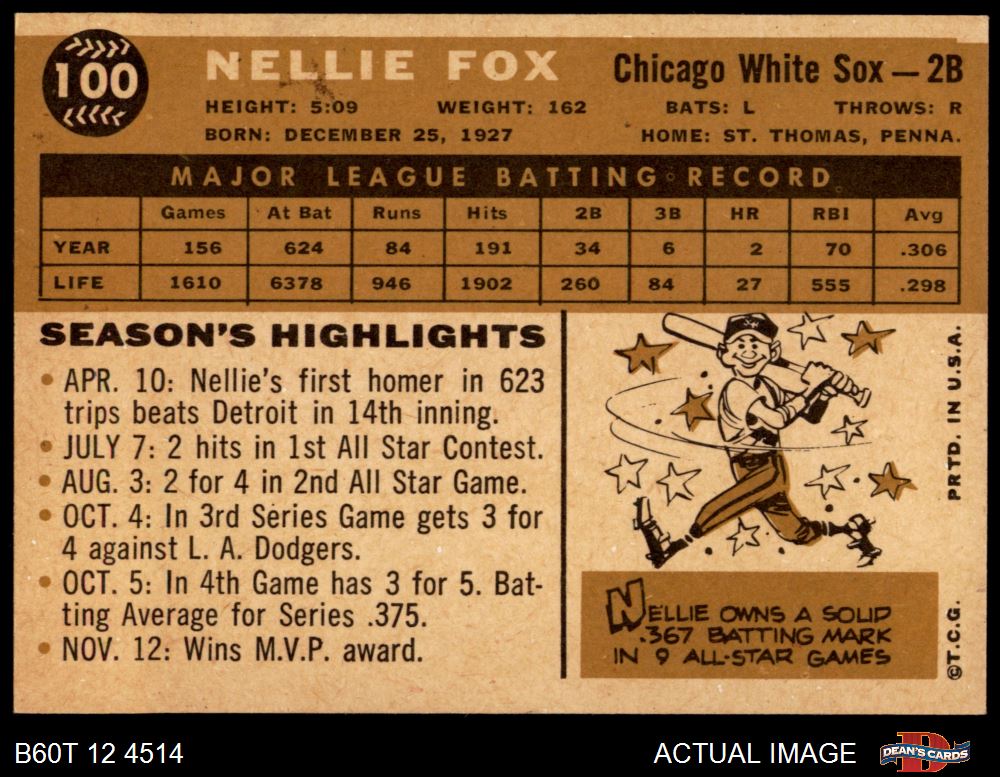 100
NELLIE FOX
Chicago White Sox — 2B
HEIGHT: 5:09 WEIGHT: 162 BATS: L THROWS: R
BORN: DECEMBER 25, 1927 HOME: ST. THOMAS, PENNA.
MAJOR LEAGUE BATTING RECORD
Games At Bat Runs Hits 2B 3B HR RBI Avg
YEAR 156 624 84 191 34 6 2 70 .306
LIFE 1610 6378 946 1902 260 84 27 555 .298
SEASON'S HIGHLIGHTS
• APR. 10: Nellie's first homer in 623
trips beats Detroit in 14th inning.
• JULY 7: 2 hits in 1st All Star Contest.
• AUG. 3: 2 for 4 in 2nd All Star Game.
• OCT. 4: In 3rd Series Game gets 3 for
4 against L. A. Dodgers.
• OCT. 5: In 4th Game has 3 for 5. Bat-
ting Average for Series .375.
• NOV. 12: Wins M.V.P. award.
NELLIE OWNS A SOLID
.367 BATTING MARK
IN 9 ALL-STAR GAMES
©T.C.G. PRTD. IN U.S.A.
B60T 12 4514
ACTUAL IMAGE
DEAN'S CARDS